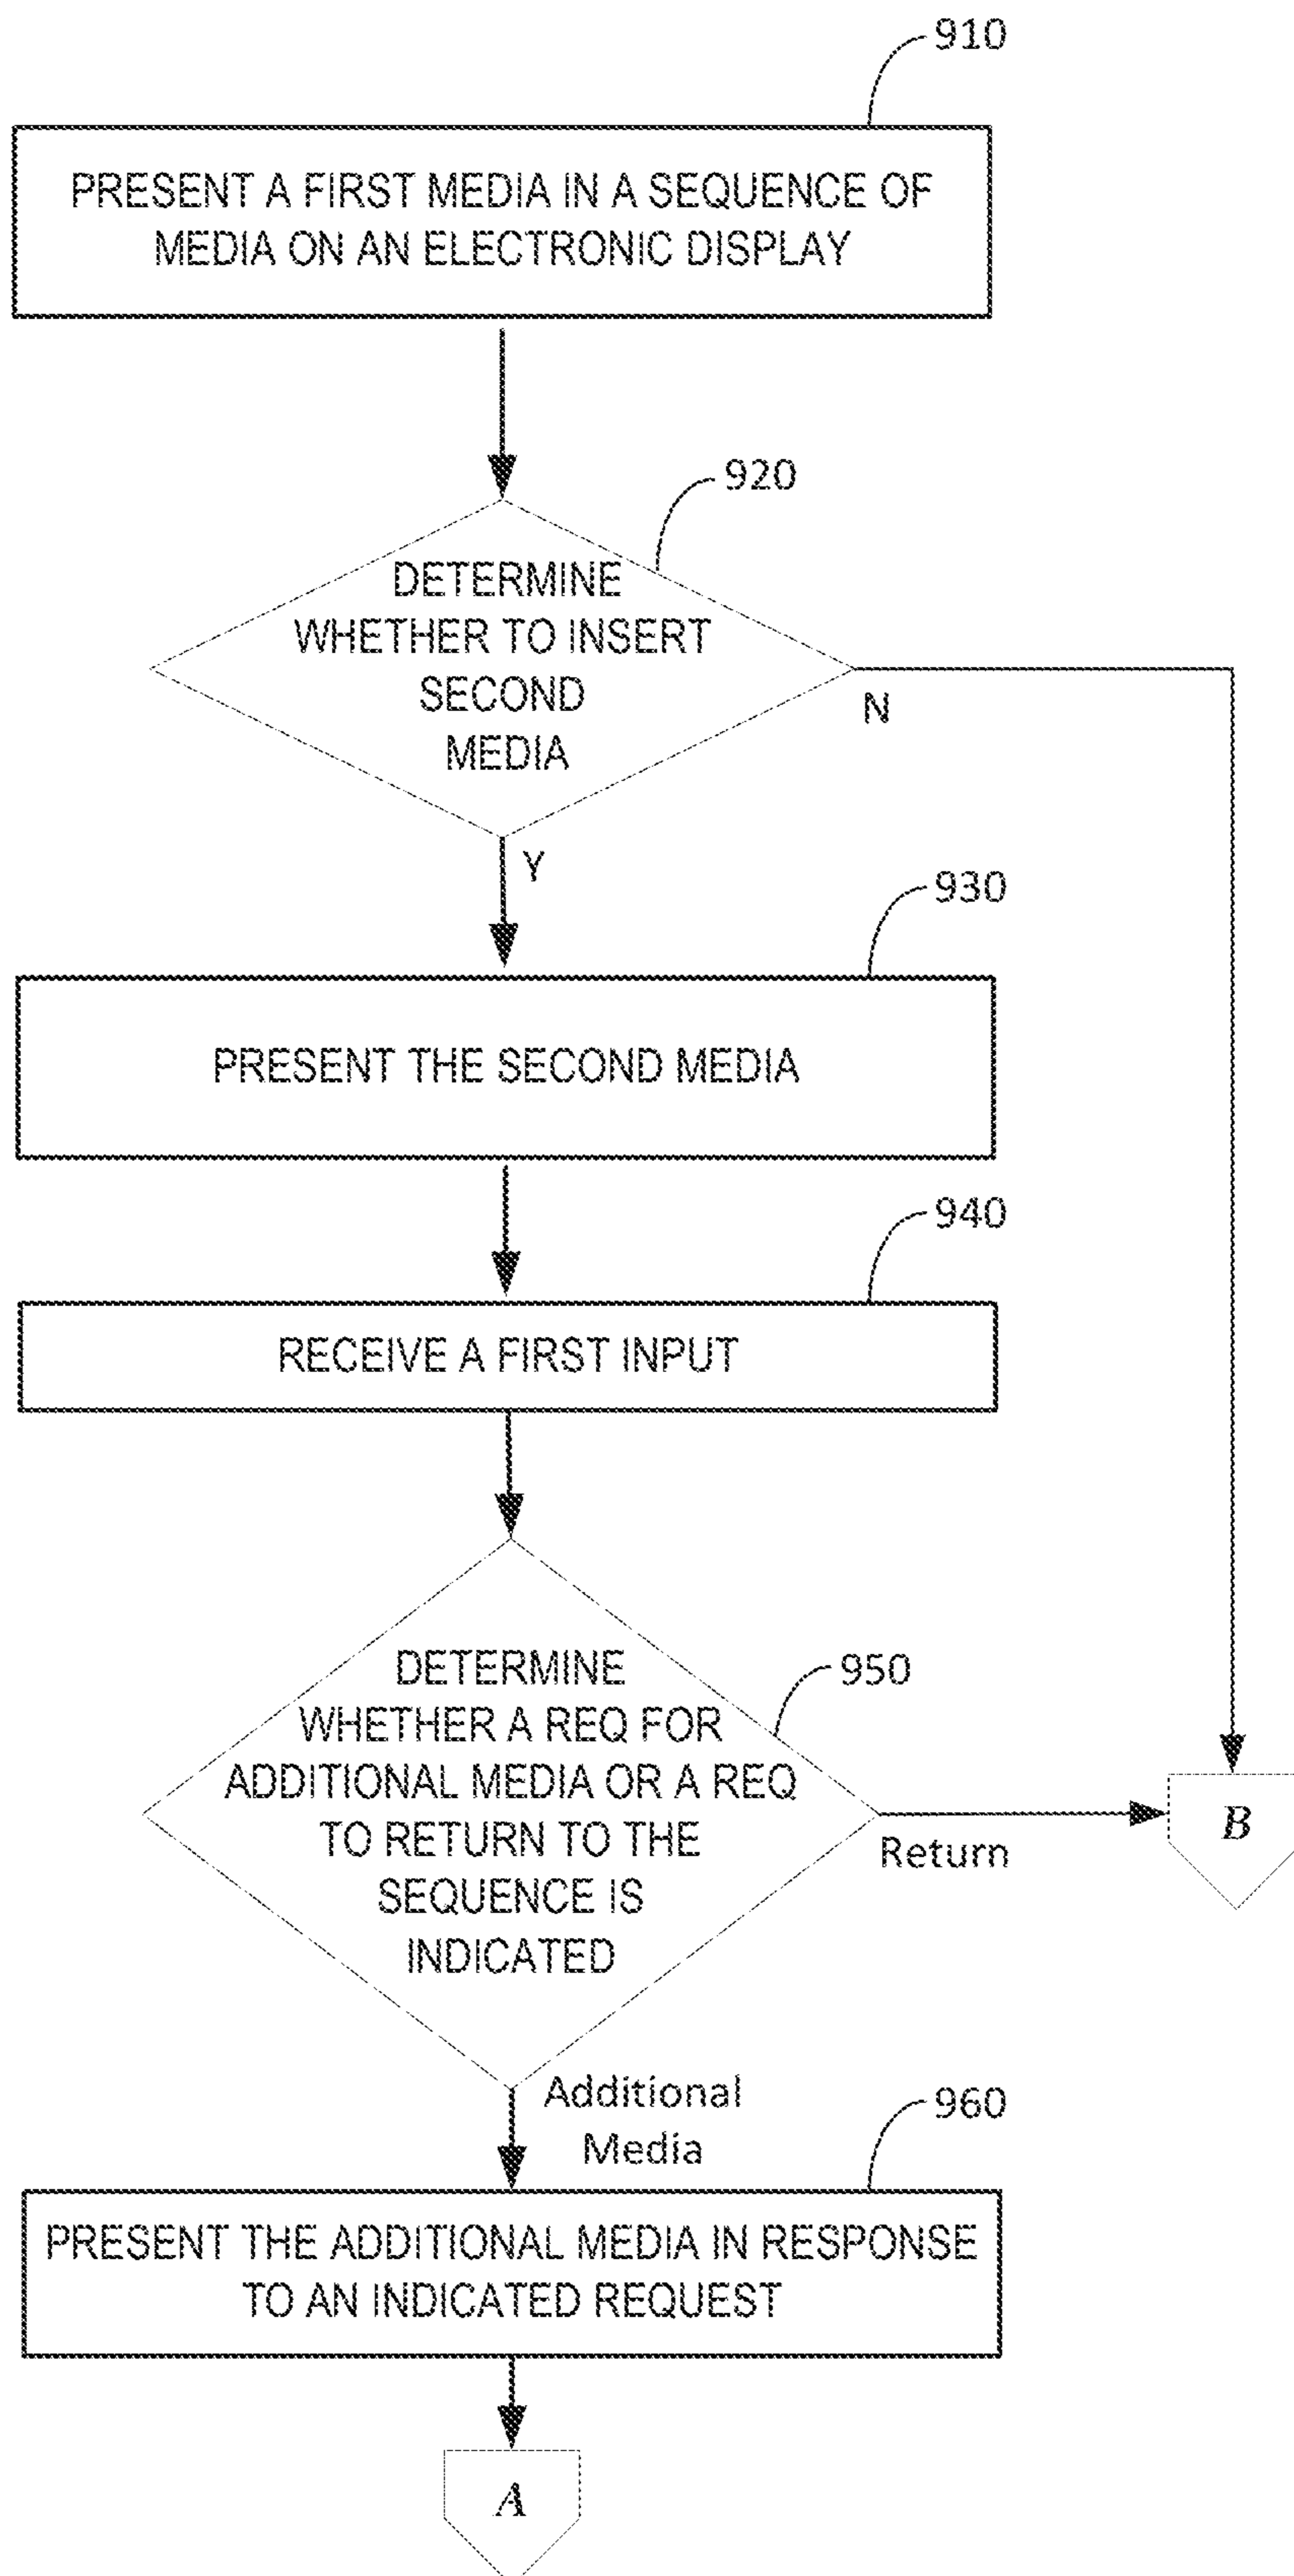 910
PRESENT A FIRST MEDIA IN A SEQUENCE OF
MEDIA ON AN ELECTRONIC DISPLAY
920
DETERMINE
WHETHER TO INSERT
SECOND
MEDIA
N
Y
930
PRESENT THE SECOND MEDIA
940
RECEIVE A FIRST INPUT
950
DETERMINE
WHETHER A REQ FOR
ADDITIONAL MEDIA OR A REQ
TO RETURN TO THE
SEQUENCE IS
INDICATED
Return
B
Additional
Media
960
PRESENT THE ADDITIONAL MEDIA IN RESPONSE
TO AN INDICATED REQUEST
A